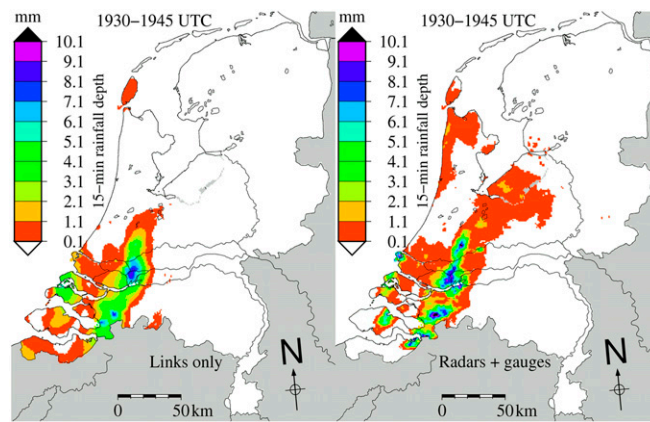 mm
1930−1945 UTC
10.1
9.1
8.1
7.1
6.1
5.1
4.1
3.1
2.1
1.1
0.1
15−min rainfall depth
Links only
N
0
50km
mm
1930−1945 UTC
10.1
9.1
8.1
7.1
6.1
5.1
4.1
3.1
2.1
1.1
0.1
15−min rainfall depth
Radars + gauges
N
0
50km